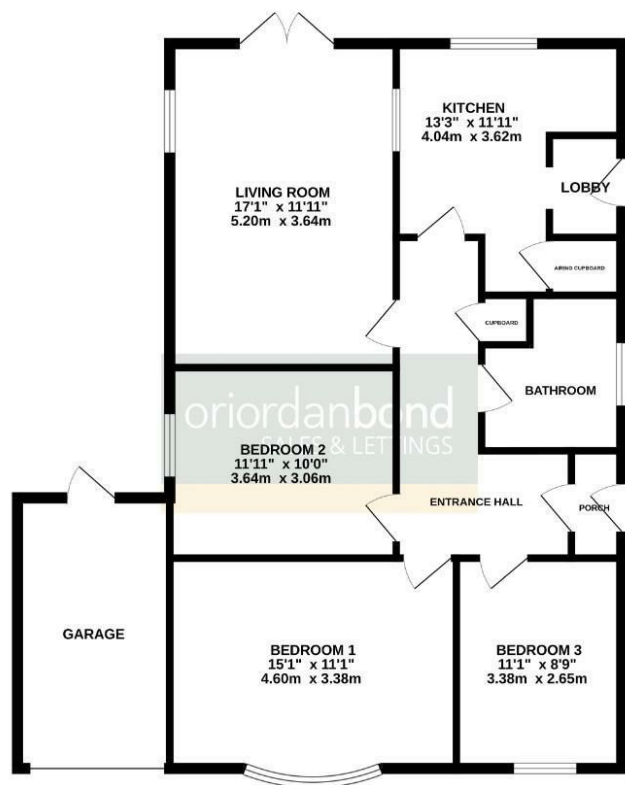 KITCHEN
13'3" x 11'11"
4.04m x 3.62m
LIVING ROOM
17'1" x 11'11"
5.20m x 3.64m
LOBBY
AIRING CUPBOARD
CUPBOARD
BATHROOM
oriordanbond
SALES & LETTINGS
BEDROOM 2
11'11" x 10'0"
3.64m x 3.06m
ENTRANCE HALL
PORCH
GARAGE
BEDROOM 1
15'1" x 11'1"
4.60m x 3.38m
BEDROOM 3
11'1" x 8'9"
3.38m x 2.65m